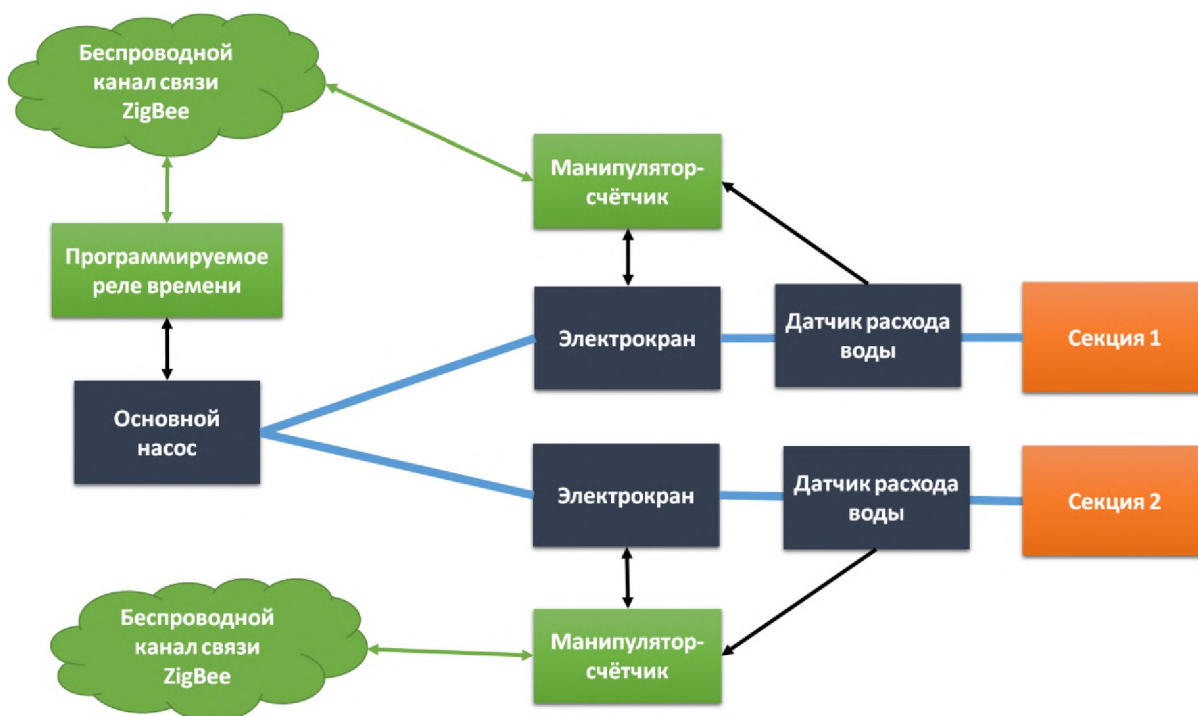 Беспроводной
канал связи
ZigBee
Манипулятор-
счётчик
Программируемое
реле времени
Электрокран
Датчик расхода
воды
Секция 1
Основной
насос
Электрокран
Датчик расхода
воды
Секция 2
Беспроводной
канал связи
ZigBee
Манипулятор-
счётчик